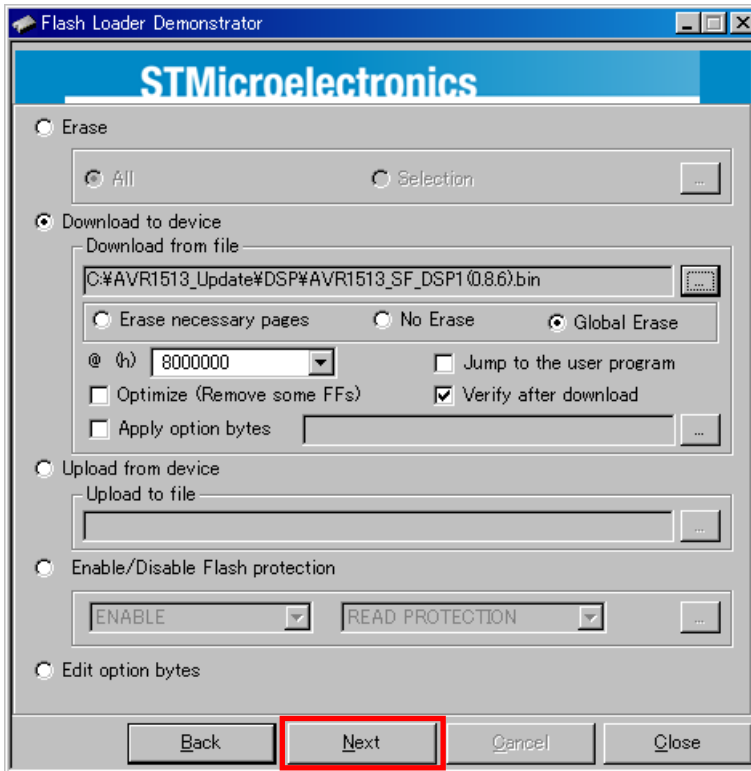 Flash Loader Demonstrator
STMicroelectronics
Erase
All Selection ...
Download to device
Download from file
C:¥AVR1513_Update¥DSP¥AVR1513_SF_DSP1(0.8.6).bin ...
Erase necessary pages No Erase Global Erase
@ (h) 8000000 Jump to the user program
Optimize (Remove some FFs) Verify after download
Apply option bytes ...
Upload from device
Upload to file
...
Enable/Disable Flash protection
ENABLE READ PROTECTION ...
Edit option bytes
Back Next Cancel Close